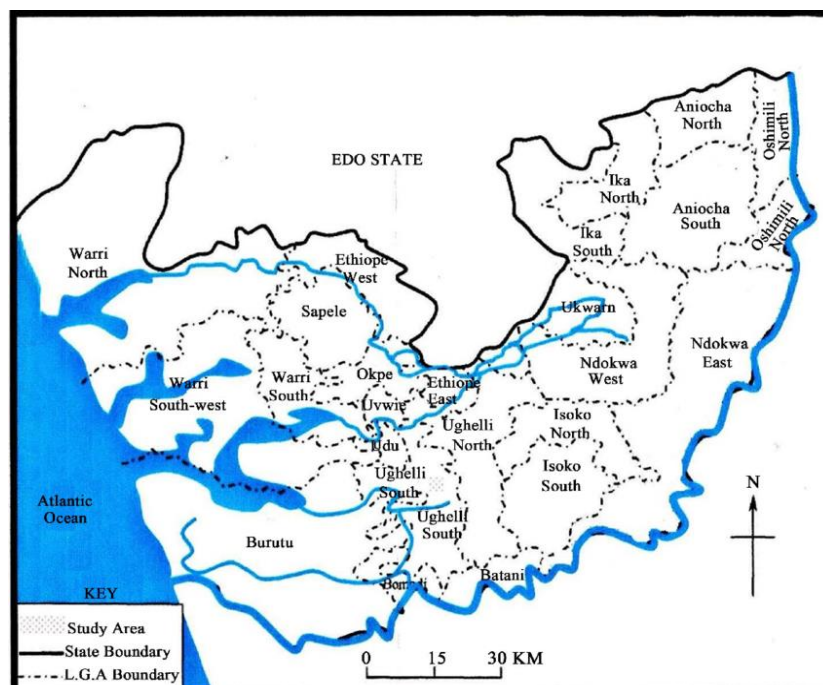 EDO STATE
Aniocha
North
Oshimili
North
Ika
North
Aniocha
South
Oshimili
North
Ika
South
Warri
North
Ethiope
West
Sapele
Ukwarn
Ndokwa
East
Ndokwa
West
Okpe
Warri
South
Ethiope
East
Warri
South-west
Uvwie
Ughelli
North
Isoko
North
Udu
Isoko
South
Ughelli
South
N
Atlantic
Ocean
Ughelli
South
Burutu
Batani
KEY
Study Area
State Boundary
L.G.A Boundary
0 15 30 KM